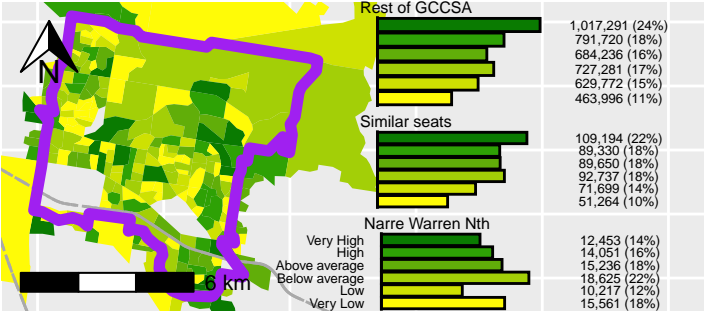 Rest of GCCSA
1,017,291 (24%)
791,720 (18%)
684,236 (16%)
727,281 (17%)
629,772 (15%)
463,996 (11%)
Similar seats
109,194 (22%)
89,330 (18%)
89,650 (18%)
92,737 (18%)
71,699 (14%)
51,264 (10%)
Narre Warren Nth
Very High 12,453 (14%)
High 14,051 (16%)
Above average 15,236 (18%)
Below average 18,625 (22%)
Low 10,217 (12%)
Very Low 15,561 (18%)
N
6 km